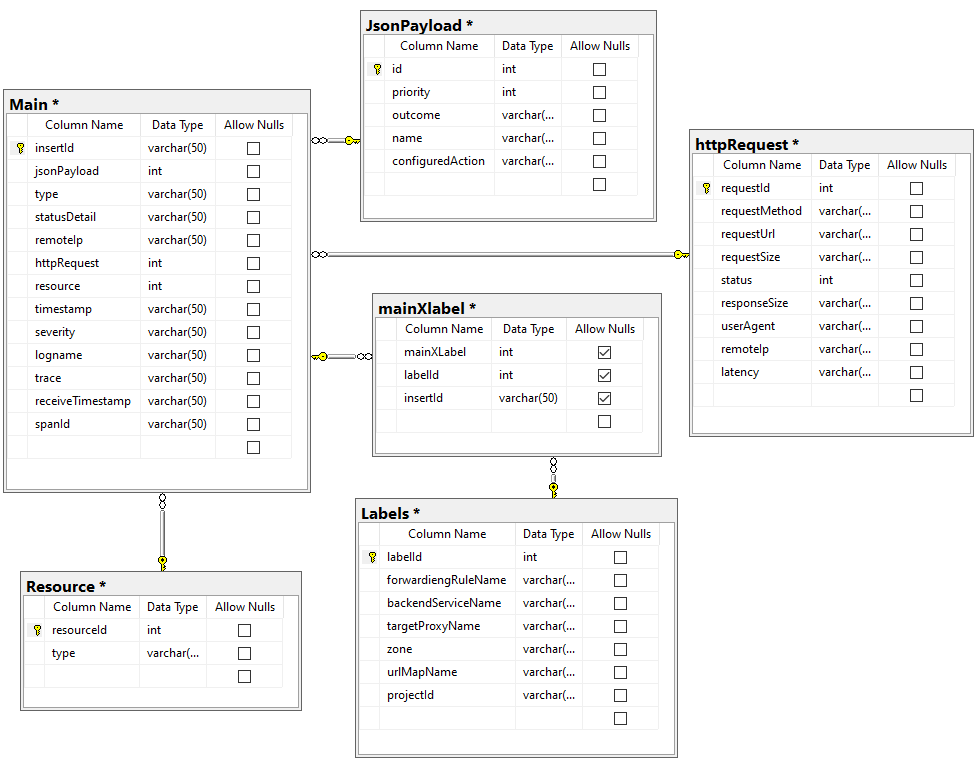 JsonPayload *
Column Name Data Type Allow Nulls
id int
priority int
outcome varchar(...
name varchar(...
configuredAction varchar(...
Main *
Column Name Data Type Allow Nulls
insertId varchar(50)
jsonPayload int
type varchar(50)
statusDetail varchar(50)
remoteIp varchar(50)
httpRequest int
resource int
timestamp varchar(50)
severity varchar(50)
logname varchar(50)
trace varchar(50)
receiveTimestamp varchar(50)
spanId varchar(50)
httpRequest *
Column Name Data Type Allow Nulls
requestId int
requestMethod varchar(...
requestUrl varchar(...
requestSize varchar(...
status int
responseSize varchar(...
userAgent varchar(...
remoteIp varchar(...
latency varchar(...
mainXlabel *
Column Name Data Type Allow Nulls
mainXLabel int
labelId int
insertId varchar(50)
Labels *
Column Name Data Type Allow Nulls
labelId int
forwardiengRuleName varchar(...
backendServiceName varchar(...
targetProxyName varchar(...
zone varchar(...
urlMapName varchar(...
projectId varchar(...
Resource *
Column Name Data Type Allow Nulls
resourceId int
type varchar(...